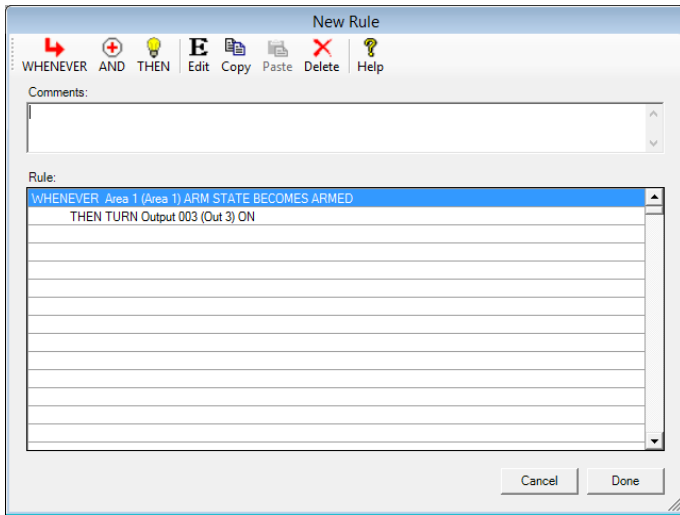 New Rule
WHENEVER AND THEN Edit Copy Paste Delete Help
Comments:
Rule:
WHENEVER Area 1 (Area 1) ARM STATE BECOMES ARMED
THEN TURN Output 003 (Out 3) ON
Cancel Done